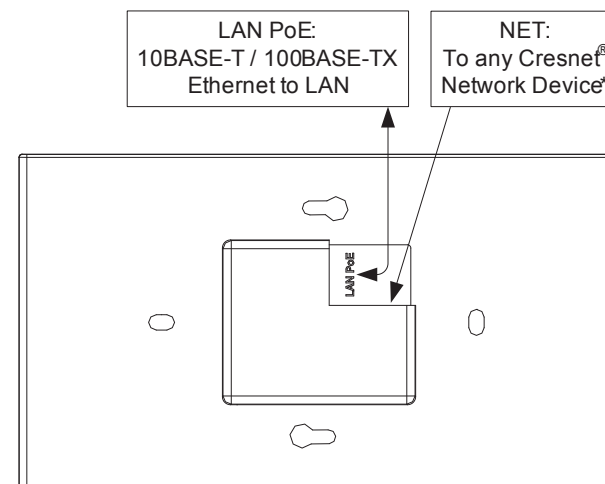 LAN PoE:
10BASE-T / 100BASE-TX
Ethernet to LAN
NET:
To any Cresnet®
Network Device*
LAN PoE